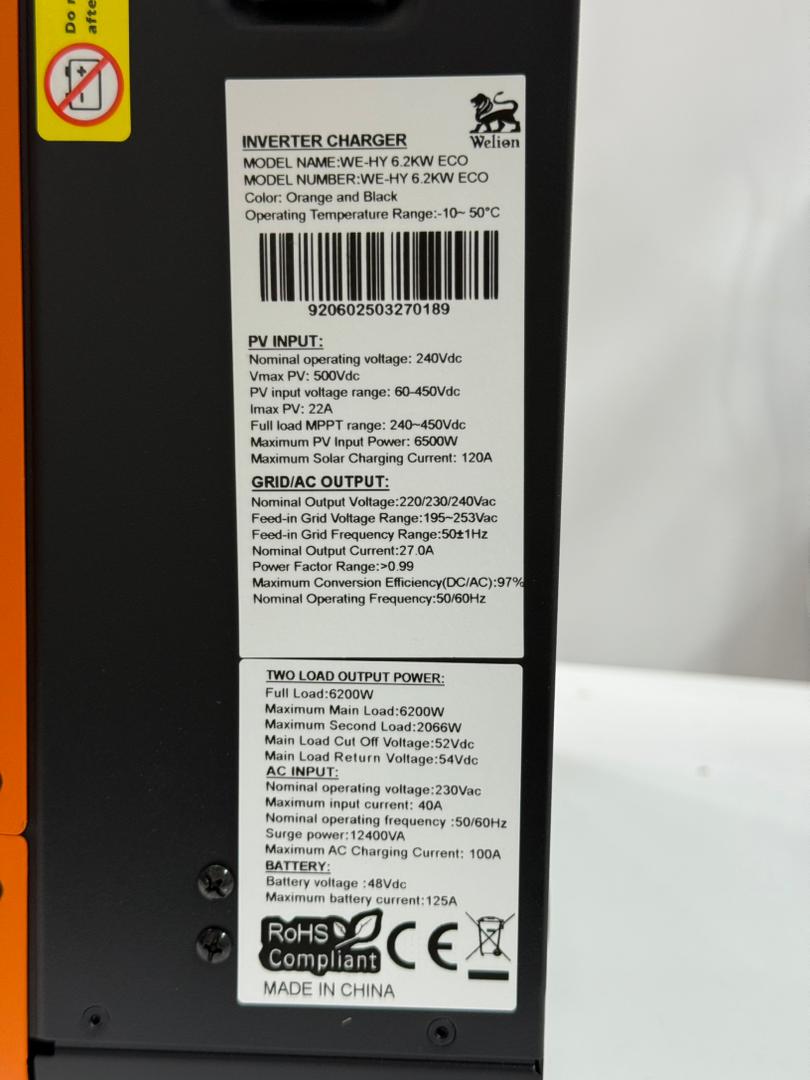 Do
afte
Welion
INVERTER CHARGER
MODEL NAME:WE-HY 6.2KW ECO
MODEL NUMBER:WE-HY 6.2KW ECO
Color: Orange and Black
Operating Temperature Range:-10~ 50°C
920602503270189
PV INPUT:
Nominal operating voltage: 240Vdc
Vmax PV: 500Vdc
PV input voltage range: 60-450Vdc
Imax PV: 22A
Full load MPPT range: 240~450Vdc
Maximum PV Input Power: 6500W
Maximum Solar Charging Current: 120A
GRID/AC OUTPUT:
Nominal Output Voltage:220/230/240Vac
Feed-in Grid Voltage Range:195~253Vac
Feed-in Grid Frequency Range:50±1Hz
Nominal Output Current:27.0A
Power Factor Range:>0.99
Maximum Conversion Efficiency(DC/AC):97%
Nominal Operating Frequency:50/60Hz
TWO LOAD OUTPUT POWER:
Full Load:6200W
Maximum Main Load:6200W
Maximum Second Load:2066W
Main Load Cut Off Voltage:52Vdc
Main Load Return Voltage:54Vdc
AC INPUT:
Nominal operating voltage:230Vac
Maximum input current: 40A
Nominal operating frequency :50/60Hz
Surge power:12400VA
Maximum AC Charging Current: 100A
BATTERY:
Battery voltage :48Vdc
Maximum battery current:125A
RoHS
Compliant
CE
MADE IN CHINA